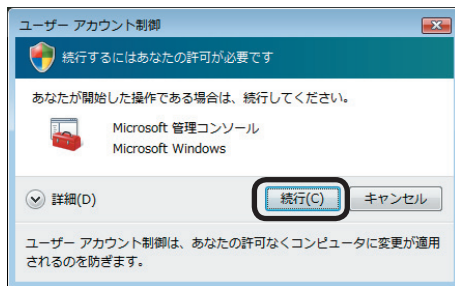 ユーザー アカウント制御
続行するにはあなたの許可が必要です
あなたが開始した操作である場合は、続行してください。
Microsoft 管理コンソール
Microsoft Windows
詳細(D)
続行(C)
キャンセル
ユーザー アカウント制御は、あなたの許可なくコンピュータに変更が適用
されるのを防ぎます。